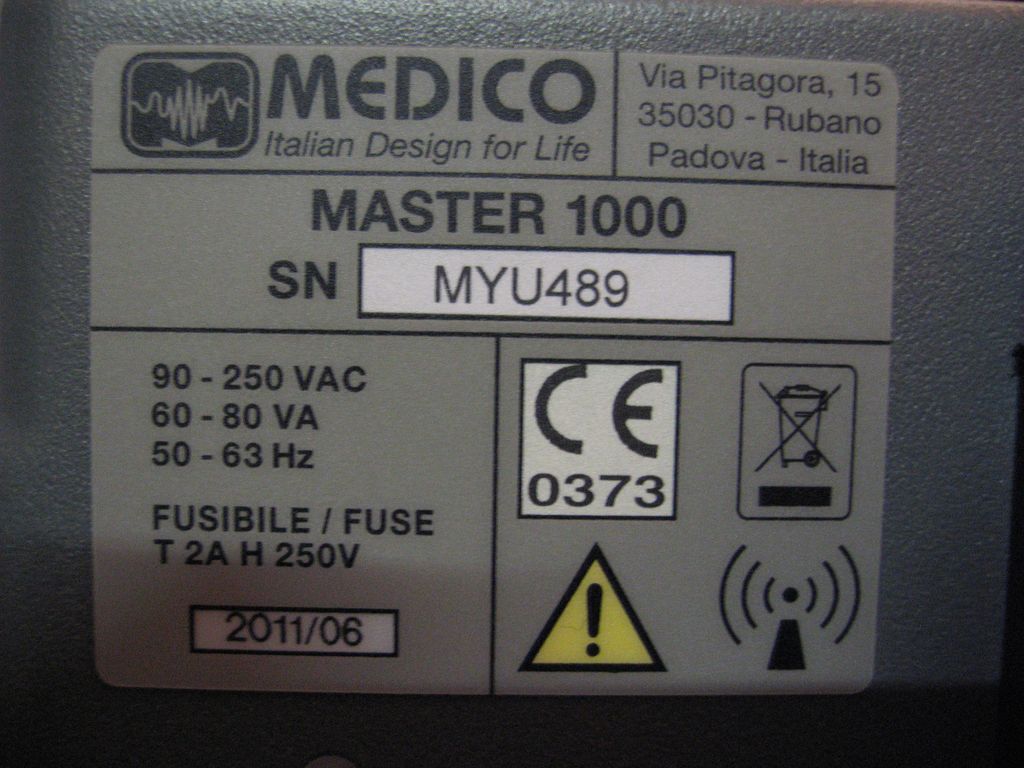 MEDICO
Italian Design for Life
Via Pitagora, 15
35030 - Rubano
Padova - Italia
MASTER 1000
SN MYU489
90 - 250 VAC
60 - 80 VA
50 - 63 Hz
FUSIBILE / FUSE
T 2A H 250V
2011/06
CE
0373
!